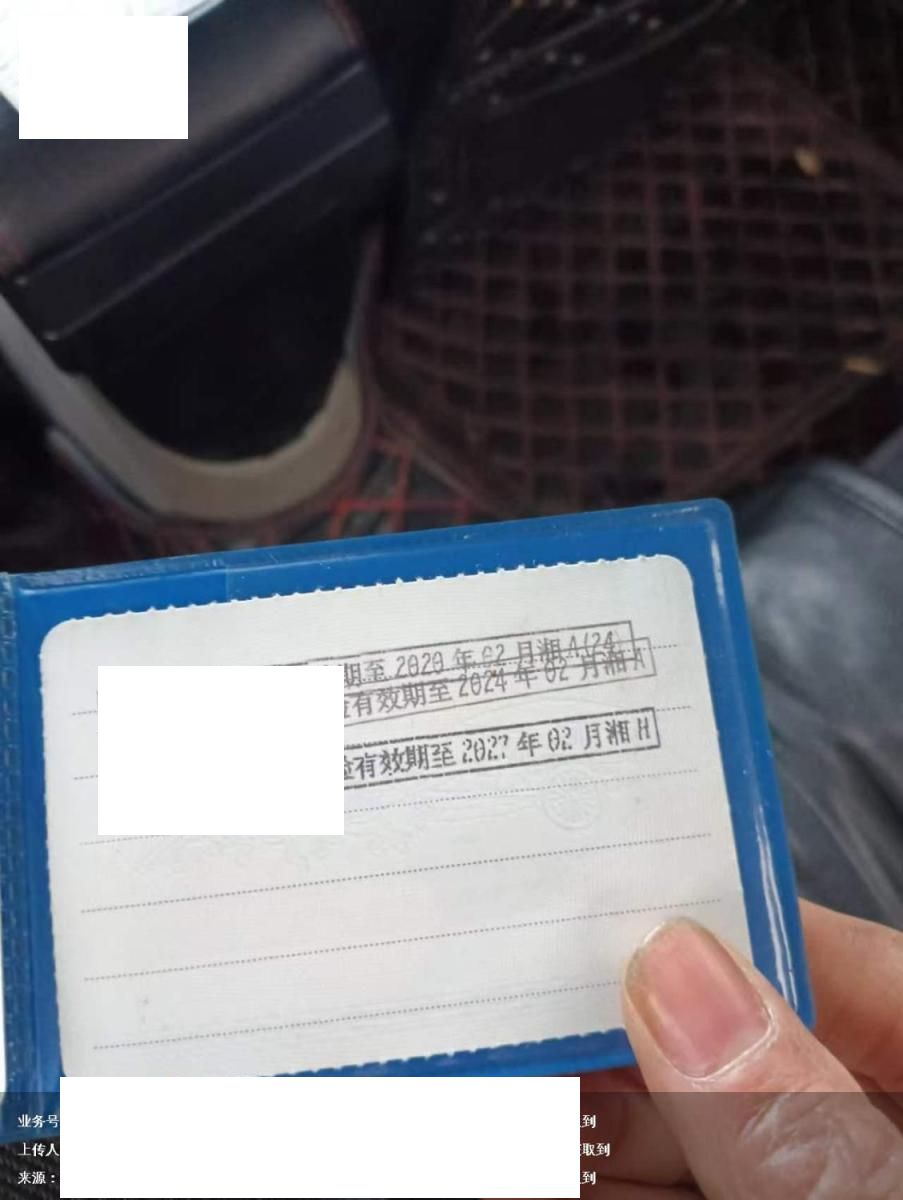 期至 2020 年 02 月湘 A(24)
验有效期至 2024 年 02 月湘 A
验有效期至 2027 年 02 月湘 H
业务号 到
上传人 取到
来源： 到